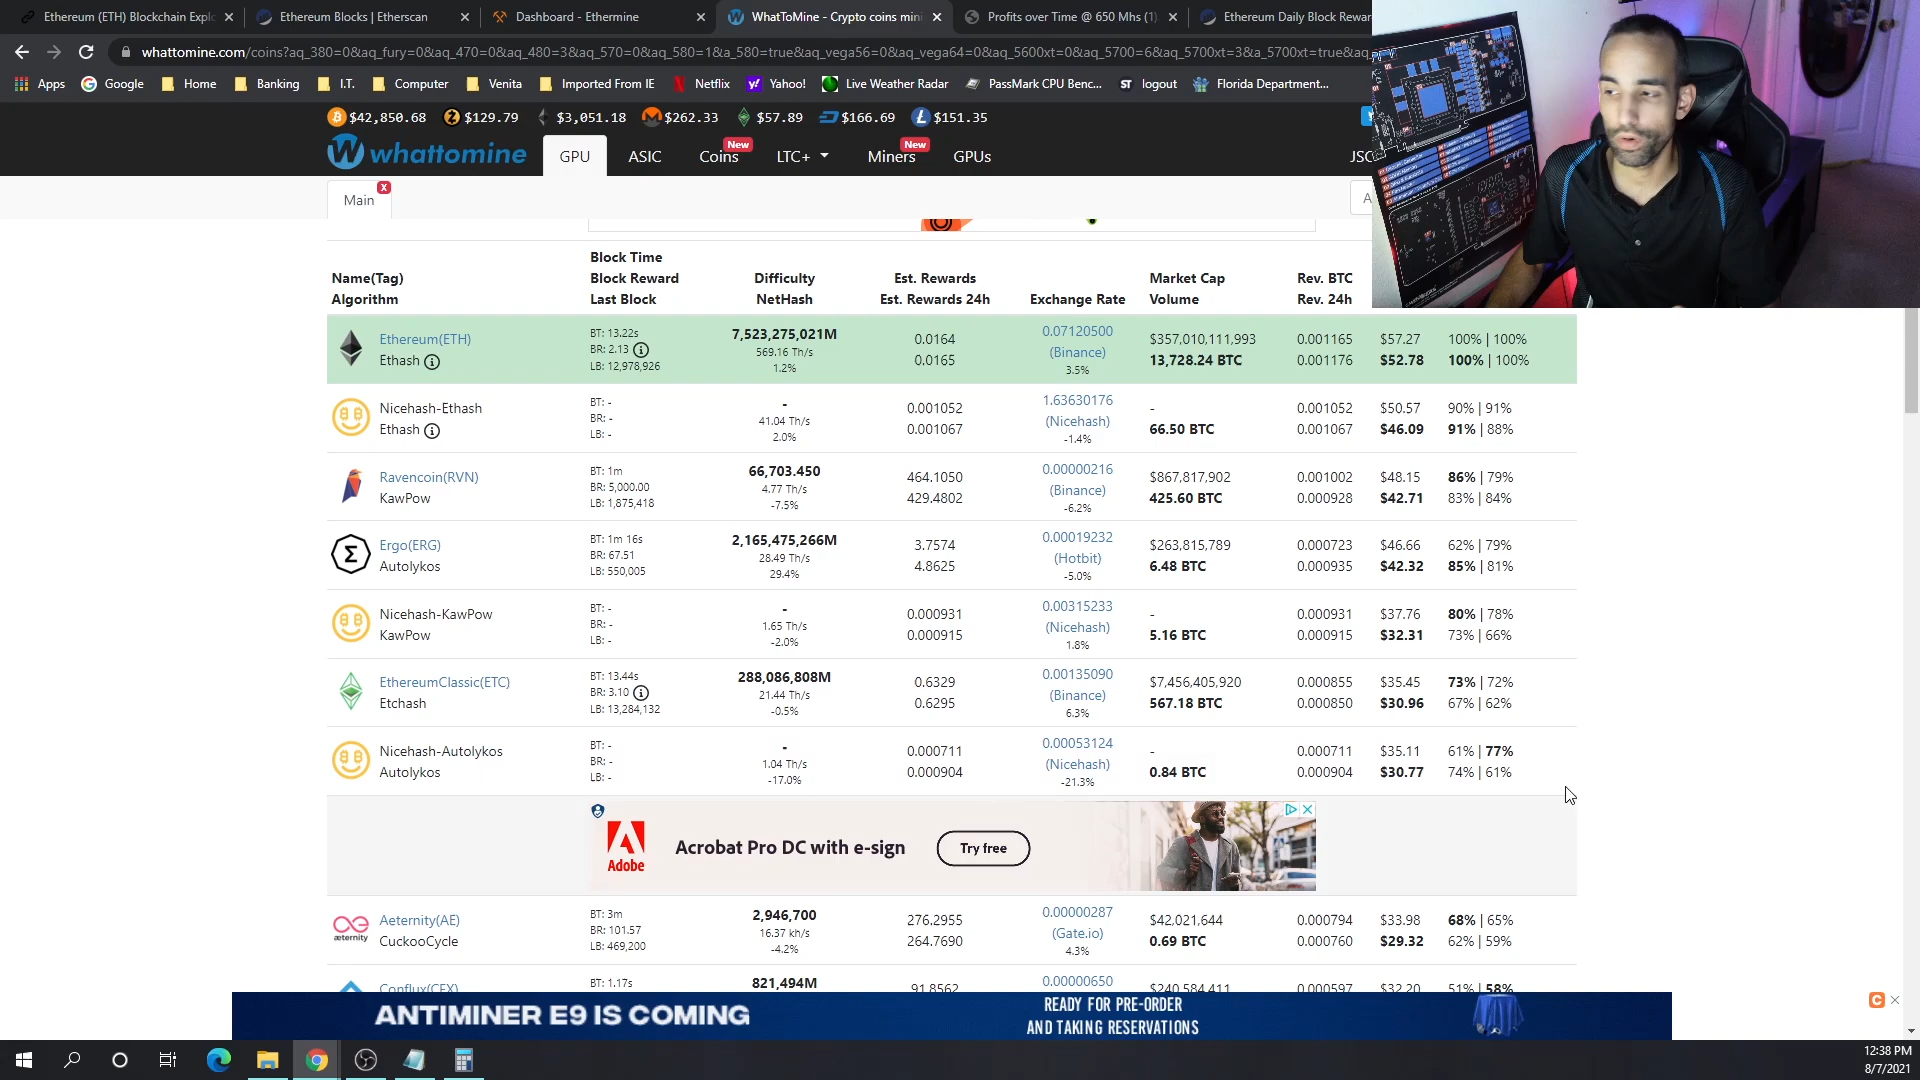 Ethereum (ETH) Blockchain Expl
Ethereum Blocks | Etherscan
Dashboard - Ethermine
WhatToMine - Crypto coins mini
Profits over Time @ 650 Mhs (1)
Ethereum Daily Block Rewar
whattomine.com/coins?aq_380=0&aq_fury=0&aq_470=0&aq_480=3&aq_570=0&aq_580=1&a_580=true&aq_vega56=0&aq_vega64=0&aq_5600xt=0&aq_5700=6&aq_5700xt=3&a_5700xt=true&aq_
Apps Google Home Banking I.T. Computer Venita Imported From IE Netflix Yahoo! Live Weather Radar PassMark CPU Benc... logout Florida Department...
$42,850.68 $129.79 $3,051.18 $262.33 $57.89 $166.69 $151.35
whattomine GPU ASIC Coins New LTC+ Miners New GPUs JSO
Main x A
Name(Tag)
Algorithm
Block Time
Block Reward
Last Block
Difficulty
NetHash
Est. Rewards
Est. Rewards 24h
Exchange Rate
Market Cap
Volume
Rev. BTC
Rev. 24h
Ethereum(ETH)
Ethash
BT: 13.22s
BR: 2.13
LB: 12,978,926
7,523,275,021M
569.16 Th/s
1.2%
0.0164
0.0165
0.07120500
(Binance)
3.5%
$357,010,111,993
13,728.24 BTC
0.001165
0.001176
$57.27
$52.78
100% | 100%
100% | 100%
Nicehash-Ethash
Ethash
BT: -
BR: -
LB: -
-
41.04 Th/s
2.0%
0.001052
0.001067
1.63630176
(Nicehash)
-1.4%
-
66.50 BTC
0.001052
0.001067
$50.57
$46.09
90% | 91%
91% | 88%
Ravencoin(RVN)
KawPow
BT: 1m
BR: 5,000.00
LB: 1,875,418
66,703.450
4.77 Th/s
-7.5%
464.1050
429.4802
0.00000216
(Binance)
-6.2%
$867,817,902
425.60 BTC
0.001002
0.000928
$48.15
$42.71
86% | 79%
83% | 84%
Ergo(ERG)
Autolykos
BT: 1m 16s
BR: 67.51
LB: 550,005
2,165,475,266M
28.49 Th/s
29.4%
3.7574
4.8625
0.00019232
(Hotbit)
-5.0%
$263,815,789
6.48 BTC
0.000723
0.000935
$46.66
$42.32
62% | 79%
85% | 81%
Nicehash-KawPow
KawPow
BT: -
BR: -
LB: -
-
1.65 Th/s
-2.0%
0.000931
0.000915
0.00315233
(Nicehash)
1.8%
-
5.16 BTC
0.000931
0.000915
$37.76
$32.31
80% | 78%
73% | 66%
EthereumClassic(ETC)
Etchash
BT: 13.44s
BR: 3.10
LB: 13,284,132
288,086,808M
21.44 Th/s
-0.5%
0.6329
0.6295
0.00135090
(Binance)
6.3%
$7,456,405,920
567.18 BTC
0.000855
0.000850
$35.45
$30.96
73% | 72%
67% | 62%
Nicehash-Autolykos
Autolykos
BT: -
BR: -
LB: -
-
1.04 Th/s
-17.0%
0.000711
0.000904
0.00053124
(Nicehash)
-21.3%
-
0.84 BTC
0.000711
0.000904
$35.11
$30.77
61% | 77%
74% | 61%
Adobe
Acrobat Pro DC with e-sign
Try free
Aeternity(AE)
CuckooCycle
æternity
BT: 3m
BR: 101.57
LB: 469,200
2,946,700
16.37 kh/s
-4.2%
276.2955
264.7690
0.00000287
(Gate.io)
4.3%
$42,021,644
0.69 BTC
0.000794
0.000760
$33.98
$29.32
68% | 65%
62% | 59%
Conflux(CFX)
BT: 1.17s
821,494M
91.8562
0.00000650
$240,584,411
0.000597
$32.20
51% | 58%
ANTIMINER E9 IS COMING
READY FOR PRE-ORDER
AND TAKING RESERVATIONS
12:38 PM
8/7/2021